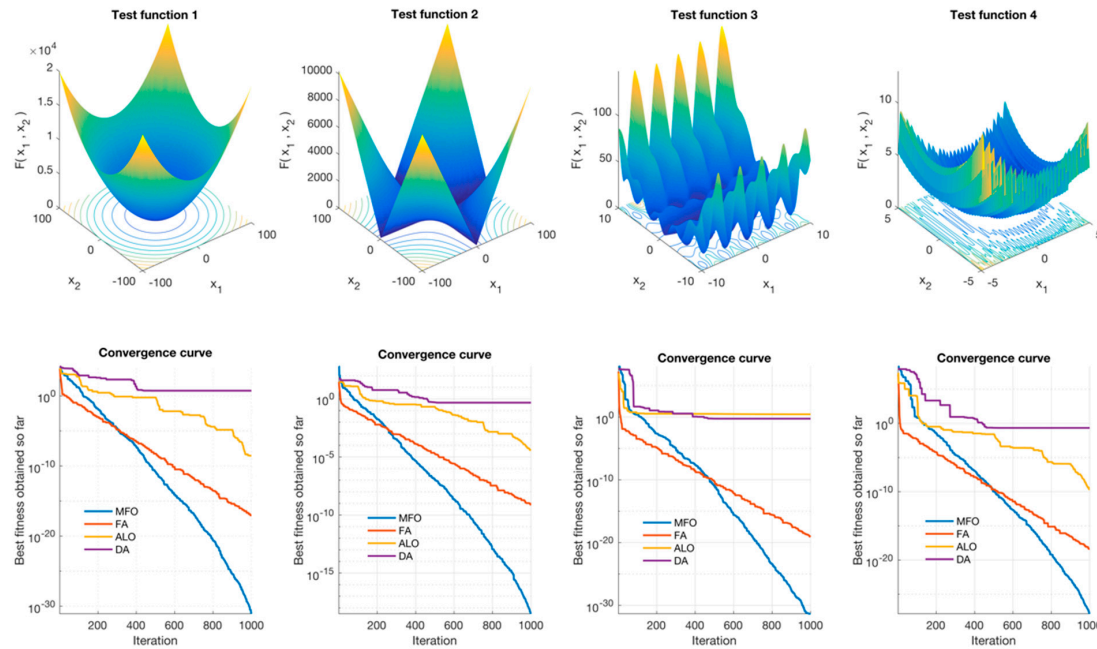 Test function 1
×10⁴
2
1.5
1
0.5
0
F( x₁ , x₂ )
100
0
-100
x₂
-100
0
100
x₁
Test function 2
10000
8000
6000
4000
2000
0
F( x₁ , x₂ )
100
0
-100
x₂
-100
0
100
x₁
Test function 3
100
50
0
F( x₁ , x₂ )
10
0
-10
x₂
-10
0
10
x₁
Test function 4
10
5
0
F( x₁ , x₂ )
5
0
-5
x₂
-5
0
5
x₁
Convergence curve
Best fitness obtained so far
10⁰
10⁻¹⁰
10⁻²⁰
10⁻³⁰
MFO
FA
ALO
DA
200
400
600
800
1000
Iteration
Convergence curve
Best fitness obtained so far
10⁰
10⁻⁵
10⁻¹⁰
10⁻¹⁵
MFO
FA
ALO
DA
200
400
600
800
1000
Iteration
Convergence curve
Best fitness obtained so far
10⁰
10⁻¹⁰
10⁻²⁰
10⁻³⁰
MFO
FA
ALO
DA
200
400
600
800
1000
Iteration
Convergence curve
Best fitness obtained so far
10⁰
10⁻¹⁰
10⁻²⁰
MFO
FA
ALO
DA
200
400
600
800
1000
Iteration